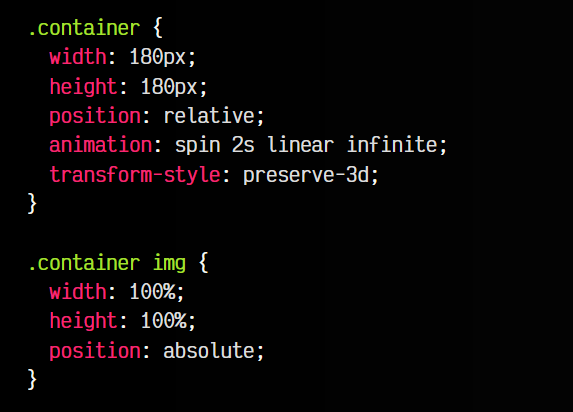 .container {
  width: 180px;
  height: 180px;
  position: relative;
  animation: spin 2s linear infinite;
  transform-style: preserve-3d;
}

.container img {
  width: 100%;
  height: 100%;
  position: absolute;
}